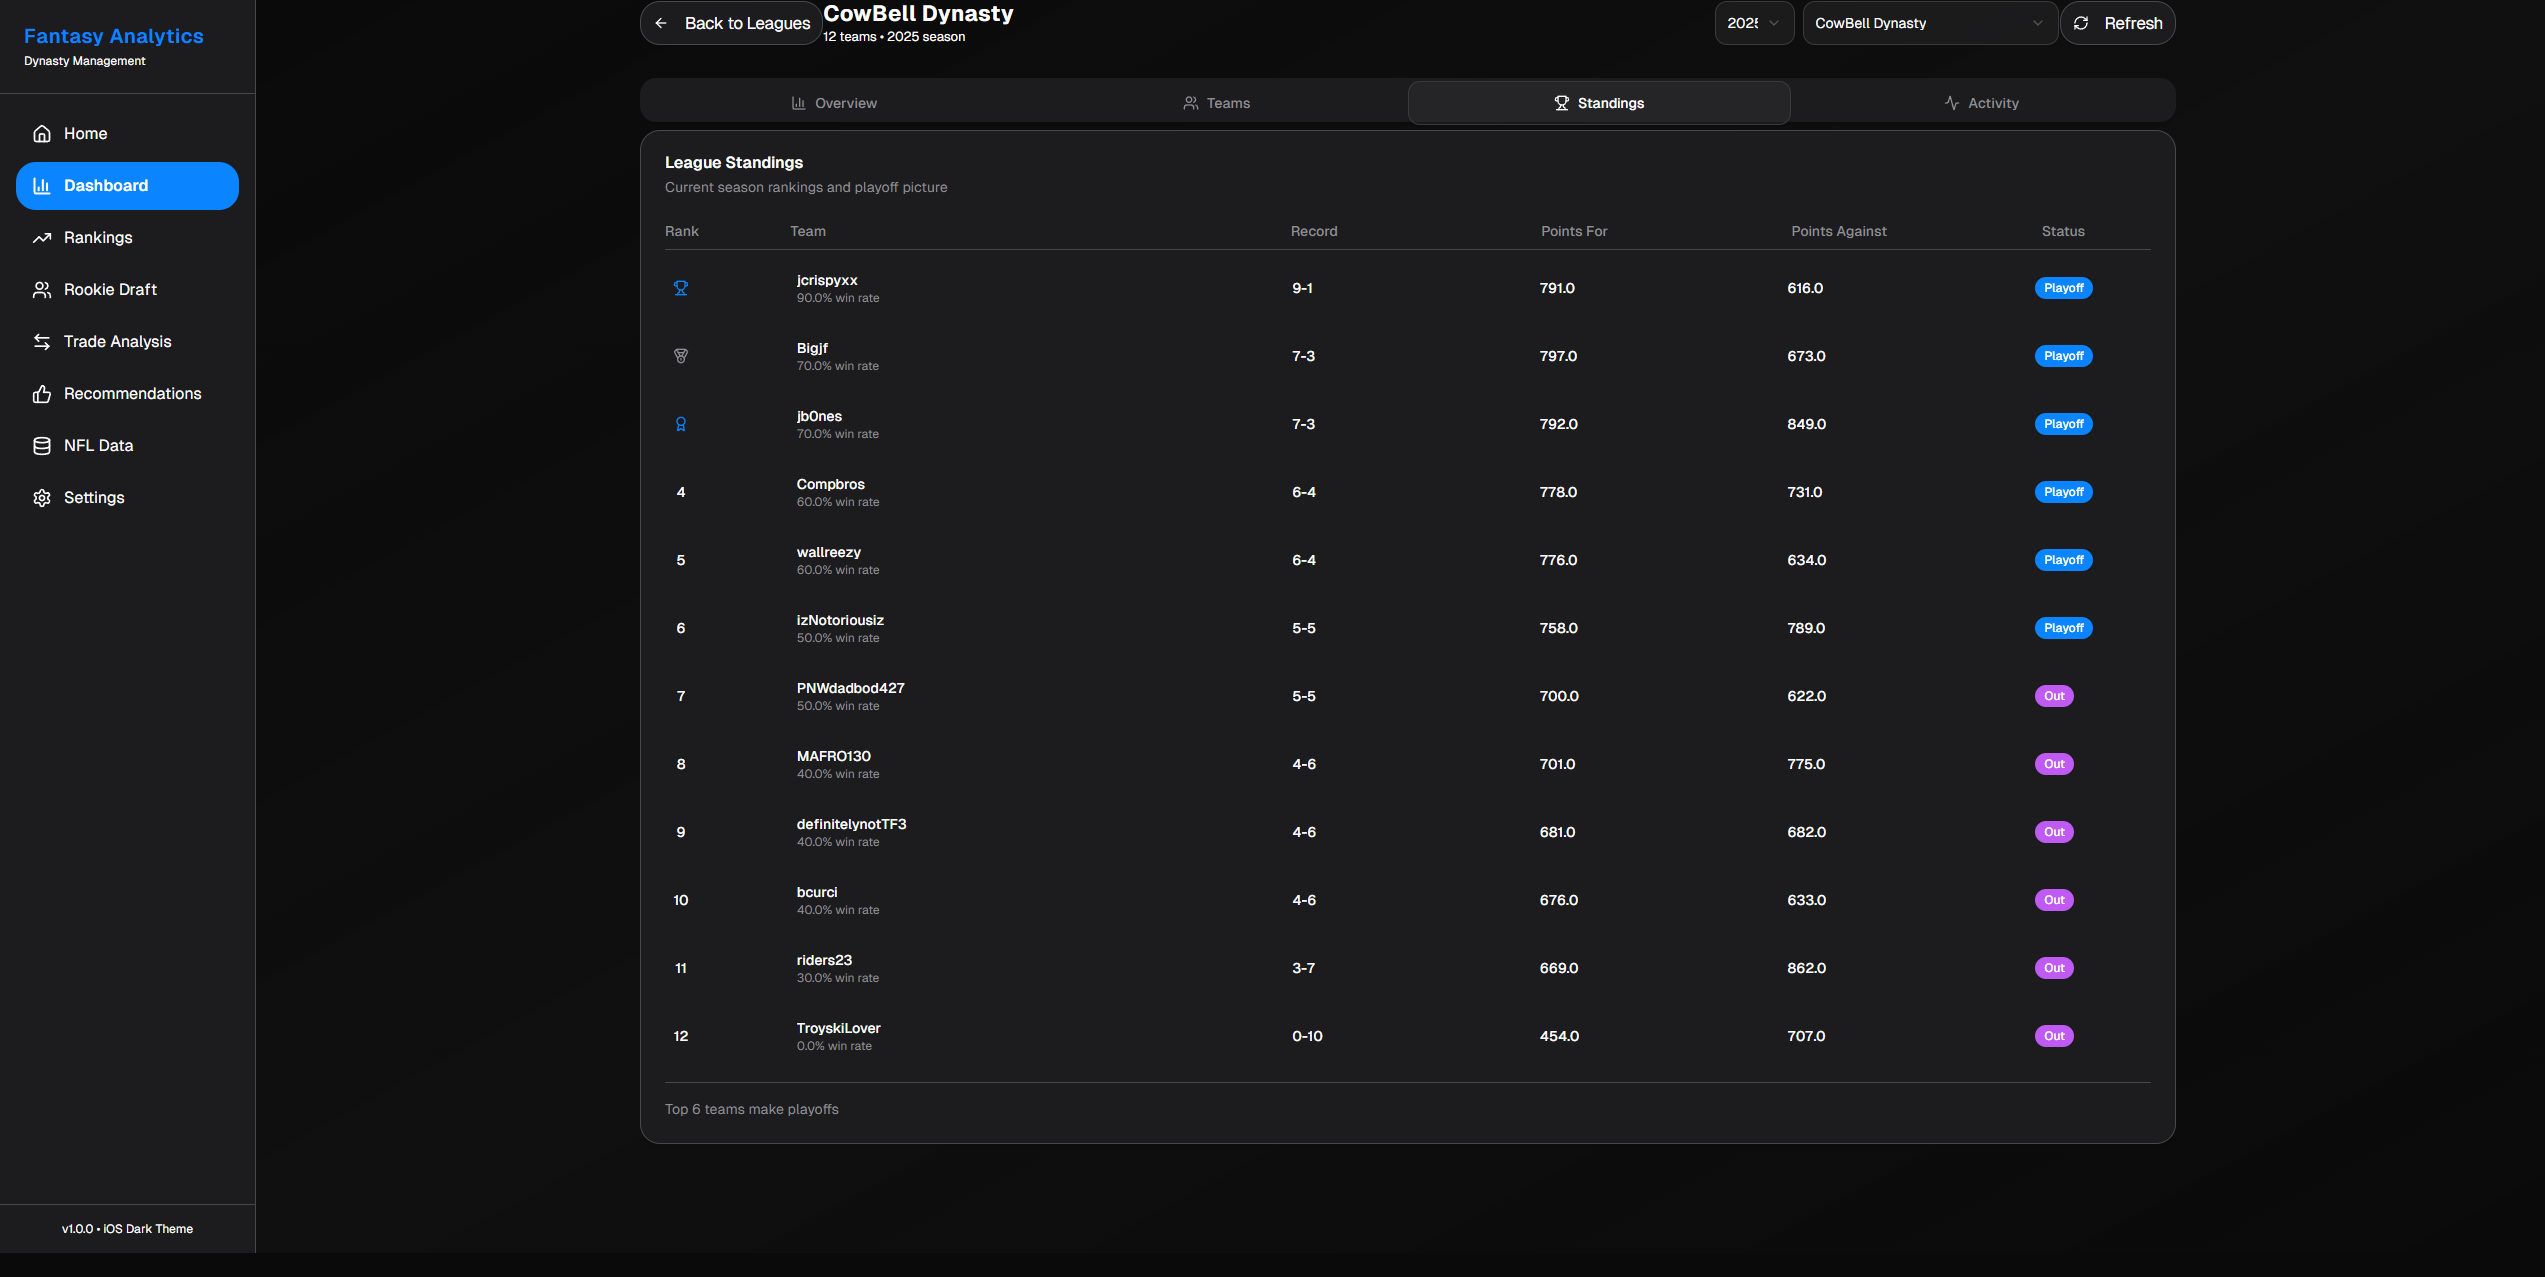 Fantasy Analytics
Dynasty Management
Home
Dashboard
Rankings
Rookie Draft
Trade Analysis
Recommendations
NFL Data
Settings
v1.0.0 • iOS Dark Theme
Back to Leagues
CowBell Dynasty
12 teams • 2025 season
2025
CowBell Dynasty
Refresh
Overview
Teams
Standings
Activity
League Standings
Current season rankings and playoff picture
Rank Team Record Points For Points Against Status
jcrispyxx 9-1 791.0 616.0 Playoff
90.0% win rate
Bigjf 7-3 797.0 673.0 Playoff
70.0% win rate
jb0nes 7-3 792.0 849.0 Playoff
70.0% win rate
4 Compbros 6-4 778.0 731.0 Playoff
60.0% win rate
5 wallreezy 6-4 776.0 634.0 Playoff
60.0% win rate
6 izNotoriousiz 5-5 758.0 789.0 Playoff
50.0% win rate
7 PNWdadbod427 5-5 700.0 622.0 Out
50.0% win rate
8 MAFRO130 4-6 701.0 775.0 Out
40.0% win rate
9 definitelynotTF3 4-6 681.0 682.0 Out
40.0% win rate
10 bcurci 4-6 676.0 633.0 Out
40.0% win rate
11 riders23 3-7 669.0 862.0 Out
30.0% win rate
12 TroyskiLover 0-10 454.0 707.0 Out
0.0% win rate
Top 6 teams make playoffs